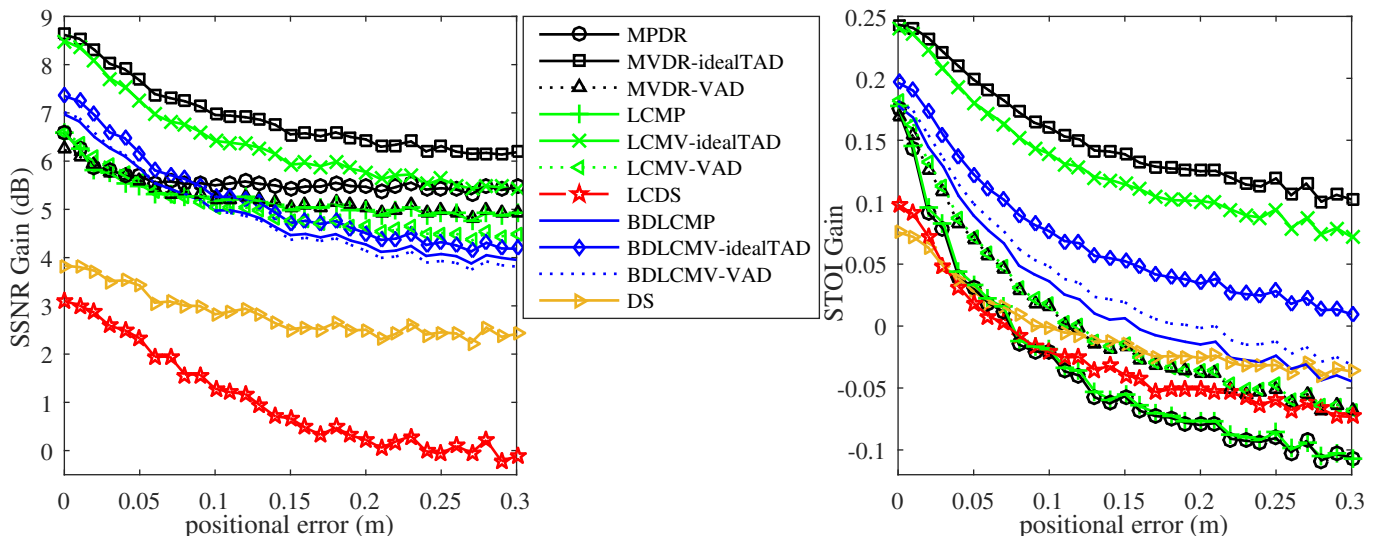 9
8
7
6
5
4
3
2
1
0
SSNR Gain (dB)
0 0.05 0.1 0.15 0.2 0.25 0.3
positional error (m)
MPDR
MVDR-idealTAD
MVDR-VAD
LCMP
LCMV-idealTAD
LCMV-VAD
LCDS
BDLCMP
BDLCMV-idealTAD
BDLCMV-VAD
DS
0.25
0.2
0.15
0.1
0.05
0
-0.05
-0.1
STOI Gain
0 0.05 0.1 0.15 0.2 0.25 0.3
positional error (m)